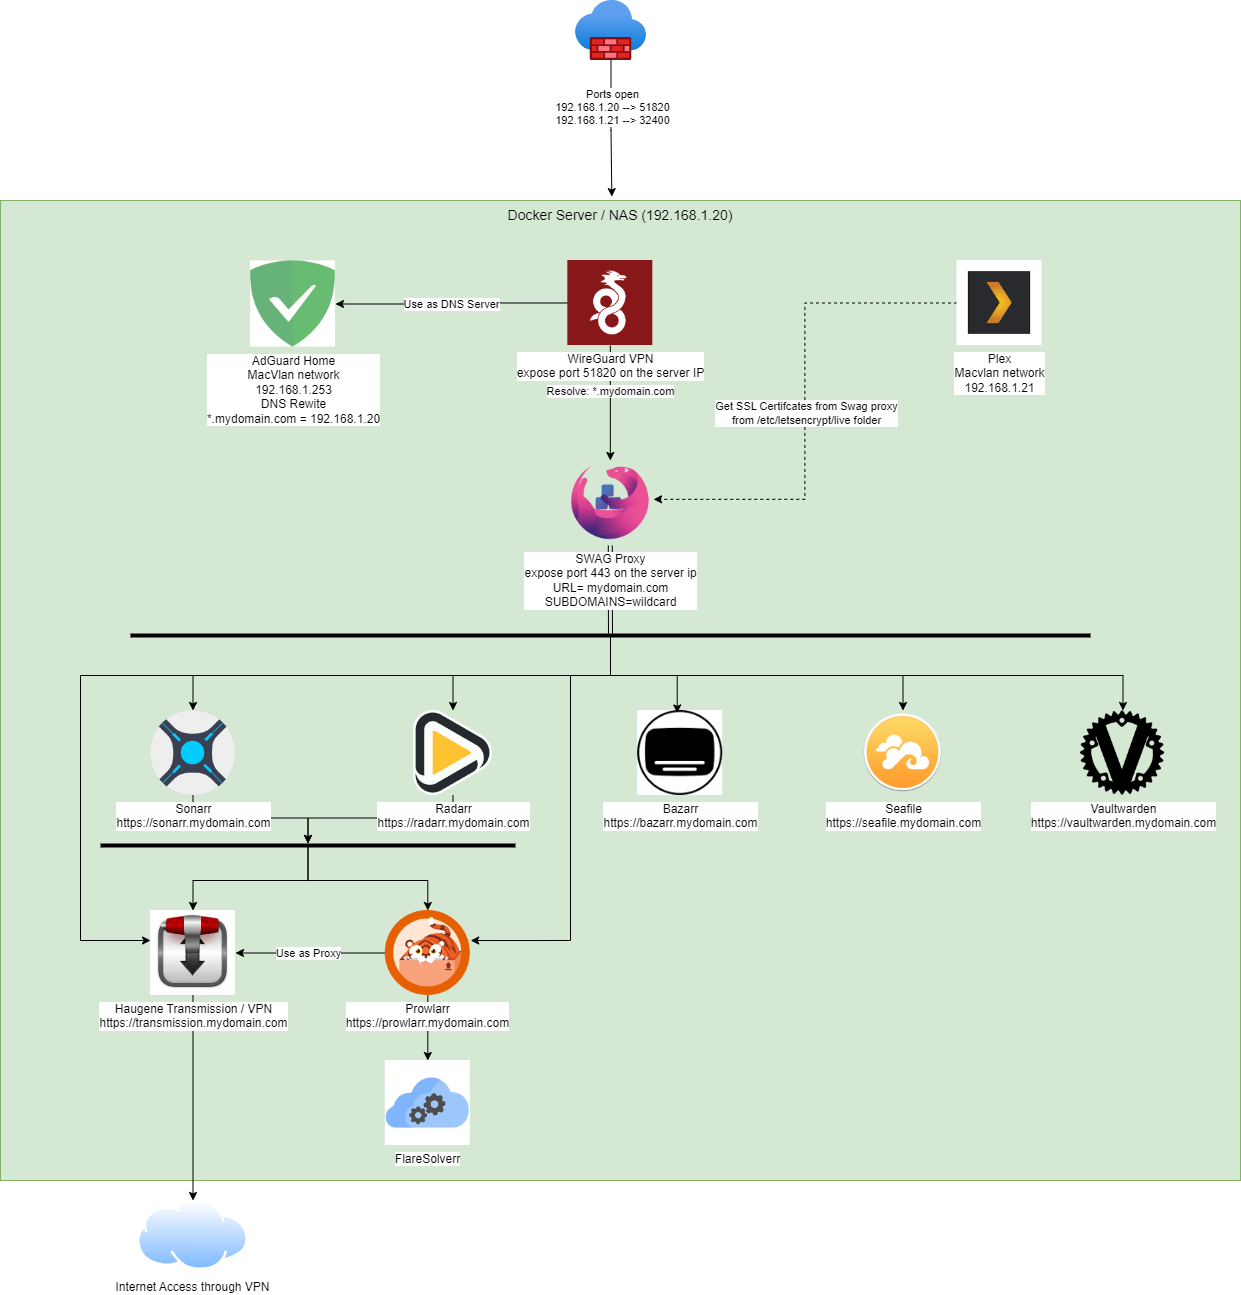 Ports open
192.168.1.20 --> 51820
192.168.1.21 --> 32400
Docker Server / NAS (192.168.1.20)
Use as DNS Server
AdGuard Home
MacVlan network
192.168.1.253
DNS Rewite
*.mydomain.com = 192.168.1.20
WireGuard VPN
expose port 51820 on the server IP
Resolve: *.mydomain.com
Plex
Macvlan network
192.168.1.21
Get SSL Certifcates from Swag proxy
from /etc/letsencrypt/live folder
SWAG Proxy
expose port 443 on the server ip
URL= mydomain.com
SUBDOMAINS=wildcard
Sonarr
https://sonarr.mydomain.com
Radarr
https://radarr.mydomain.com
Bazarr
https://bazarr.mydomain.com
Seafile
https://seafile.mydomain.com
Vaultwarden
https://vaultwarden.mydomain.com
Use as Proxy
Haugene Transmission / VPN
https://transmission.mydomain.com
Prowlarr
https://prowlarr.mydomain.com
FlareSolverr
Internet Access through VPN